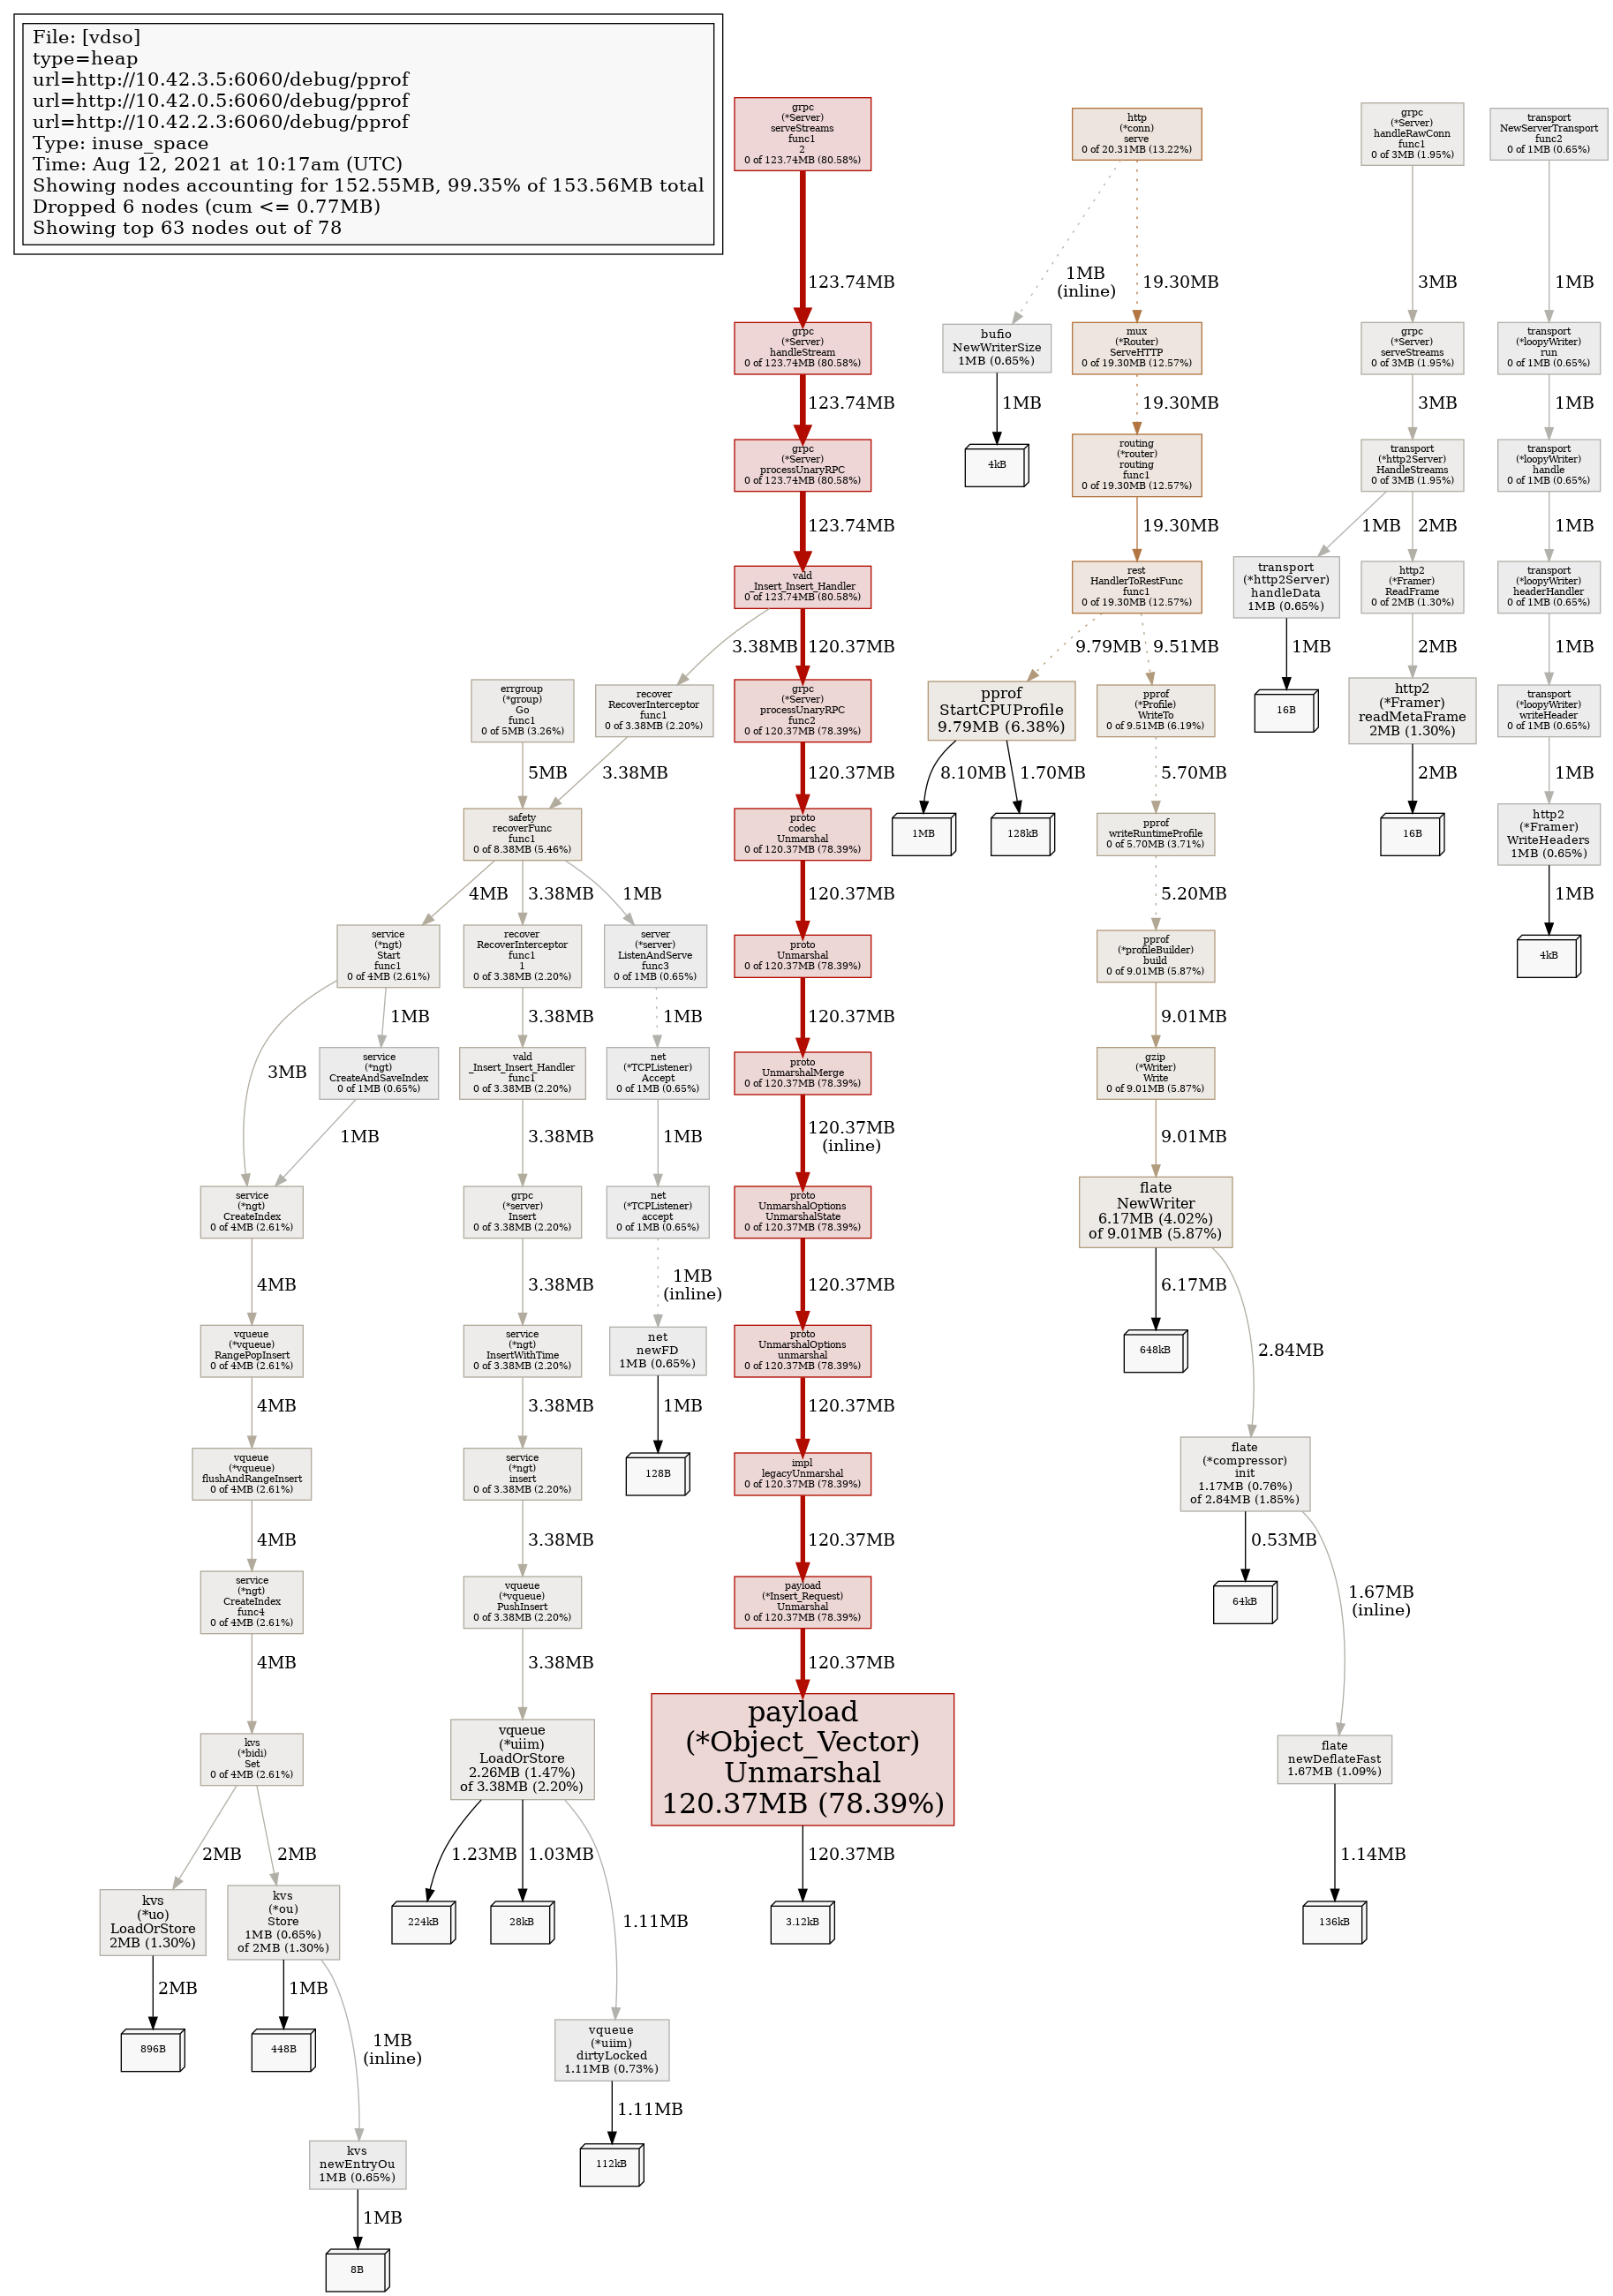 File: [vdso]
type=heap
url=http://10.42.3.5:6060/debug/pprof
url=http://10.42.0.5:6060/debug/pprof
url=http://10.42.2.3:6060/debug/pprof
Type: inuse_space
Time: Aug 12, 2021 at 10:17am (UTC)
Showing nodes accounting for 152.55MB, 99.35% of 153.56MB total
Dropped 6 nodes (cum <= 0.77MB)
Showing top 63 nodes out of 78
grpc
(*Server)
serveStreams
func1
2
0 of 123.74MB (80.58%)
http
(*conn)
serve
0 of 20.31MB (13.22%)
grpc
(*Server)
handleRawConn
func1
0 of 3MB (1.95%)
transport
NewServerTransport
func2
0 of 1MB (0.65%)
123.74MB
1MB
(inline)
19.30MB
3MB
1MB
grpc
(*Server)
handleStream
0 of 123.74MB (80.58%)
bufio
NewWriterSize
1MB (0.65%)
mux
(*Router)
ServeHTTP
0 of 19.30MB (12.57%)
grpc
(*Server)
serveStreams
0 of 3MB (1.95%)
transport
(*loopyWriter)
run
0 of 1MB (0.65%)
123.74MB
1MB
19.30MB
3MB
1MB
grpc
(*Server)
processUnaryRPC
0 of 123.74MB (80.58%)
4kB
routing
(*router)
routing
func1
0 of 19.30MB (12.57%)
transport
(*http2Server)
HandleStreams
0 of 3MB (1.95%)
transport
(*loopyWriter)
handle
0 of 1MB (0.65%)
123.74MB
19.30MB
1MB
2MB
1MB
vald
_Insert_Insert_Handler
0 of 123.74MB (80.58%)
rest
HandlerToRestFunc
func1
0 of 19.30MB (12.57%)
transport
(*http2Server)
handleData
1MB (0.65%)
http2
(*Framer)
ReadFrame
0 of 2MB (1.30%)
transport
(*loopyWriter)
headerHandler
0 of 1MB (0.65%)
3.38MB
120.37MB
9.79MB
9.51MB
1MB
2MB
1MB
errgroup
(*group)
Go
func1
0 of 5MB (3.26%)
recover
RecoverInterceptor
func1
0 of 3.38MB (2.20%)
grpc
(*Server)
processUnaryRPC
func2
0 of 120.37MB (78.39%)
pprof
StartCPUProfile
9.79MB (6.38%)
pprof
(*Profile)
WriteTo
0 of 9.51MB (6.19%)
16B
http2
(*Framer)
readMetaFrame
2MB (1.30%)
transport
(*loopyWriter)
writeHeader
0 of 1MB (0.65%)
5MB
3.38MB
120.37MB
8.10MB
1.70MB
5.70MB
2MB
1MB
safety
recoverFunc
func1
0 of 8.38MB (5.46%)
proto
codec
Unmarshal
0 of 120.37MB (78.39%)
1MB
128kB
pprof
writeRuntimeProfile
0 of 5.70MB (3.71%)
16B
http2
(*Framer)
WriteHeaders
1MB (0.65%)
4MB
3.38MB
1MB
120.37MB
5.20MB
1MB
service
(*ngt)
Start
func1
0 of 4MB (2.61%)
recover
RecoverInterceptor
func1
1
0 of 3.38MB (2.20%)
server
(*server)
ListenAndServe
func3
0 of 1MB (0.65%)
proto
Unmarshal
0 of 120.37MB (78.39%)
pprof
(*profileBuilder)
build
0 of 9.01MB (5.87%)
4kB
1MB
3.38MB
1MB
120.37MB
9.01MB
3MB
service
(*ngt)
CreateAndSaveIndex
0 of 1MB (0.65%)
vald
_Insert_Insert_Handler
func1
0 of 3.38MB (2.20%)
net
(*TCPListener)
Accept
0 of 1MB (0.65%)
proto
UnmarshalMerge
0 of 120.37MB (78.39%)
gzip
(*Writer)
Write
0 of 9.01MB (5.87%)
1MB
3.38MB
1MB
120.37MB
(inline)
9.01MB
service
(*ngt)
CreateIndex
0 of 4MB (2.61%)
grpc
(*server)
Insert
0 of 3.38MB (2.20%)
net
(*TCPListener)
accept
0 of 1MB (0.65%)
proto
UnmarshalOptions
UnmarshalState
0 of 120.37MB (78.39%)
flate
NewWriter
6.17MB (4.02%)
of 9.01MB (5.87%)
4MB
3.38MB
1MB
(inline)
120.37MB
6.17MB
2.84MB
vqueue
(*vqueue)
RangePopInsert
0 of 4MB (2.61%)
service
(*ngt)
InsertWithTime
0 of 3.38MB (2.20%)
net
newFD
1MB (0.65%)
proto
UnmarshalOptions
unmarshal
0 of 120.37MB (78.39%)
648kB
4MB
3.38MB
1MB
120.37MB
vqueue
(*vqueue)
flushAndRangeInsert
0 of 4MB (2.61%)
service
(*ngt)
insert
0 of 3.38MB (2.20%)
128B
impl
legacyUnmarshal
0 of 120.37MB (78.39%)
flate
(*compressor)
init
1.17MB (0.76%)
of 2.84MB (1.85%)
4MB
3.38MB
120.37MB
0.53MB
1.67MB
(inline)
service
(*ngt)
CreateIndex
func4
0 of 4MB (2.61%)
vqueue
(*vqueue)
PushInsert
0 of 3.38MB (2.20%)
payload
(*Insert_Request)
Unmarshal
0 of 120.37MB (78.39%)
64kB
4MB
3.38MB
120.37MB
kvs
(*bidi)
Set
0 of 4MB (2.61%)
vqueue
(*uiim)
LoadOrStore
2.26MB (1.47%)
of 3.38MB (2.20%)
payload
(*Object_Vector)
Unmarshal
120.37MB (78.39%)
flate
newDeflateFast
1.67MB (1.09%)
2MB
2MB
1.23MB
1.03MB
1.11MB
120.37MB
1.14MB
kvs
(*uo)
LoadOrStore
2MB (1.30%)
kvs
(*ou)
Store
1MB (0.65%)
of 2MB (1.30%)
224kB
28kB
3.12kB
136kB
2MB
1MB
1MB
(inline)
896B
448B
vqueue
(*uiim)
dirtyLocked
1.11MB (0.73%)
1.11MB
kvs
newEntryOu
1MB (0.65%)
112kB
1MB
8B